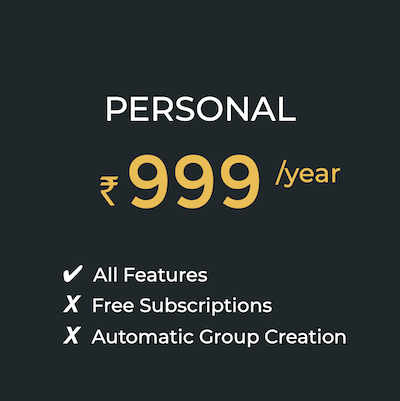 PERSONAL
₹ 999 /year
✔ All Features
X Free Subscriptions
X Automatic Group Creation